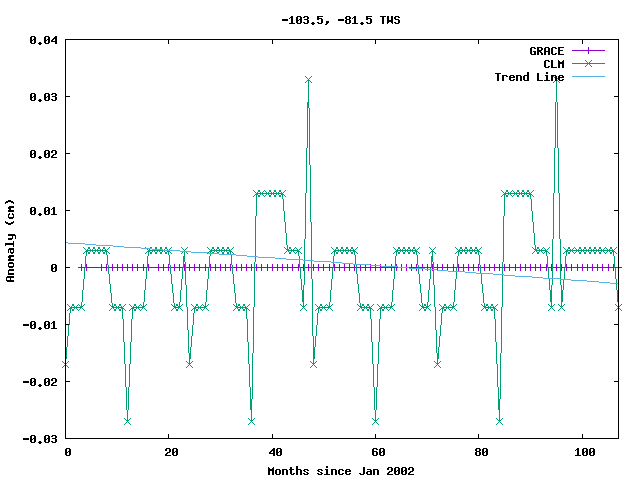 -103.5, -81.5 TWS
GRACE
CLM
Trend Line
0.04
0.03
0.02
0.01
0
-0.01
-0.02
-0.03
Anomaly (cm)
0 20 40 60 80 100
Months since Jan 2002